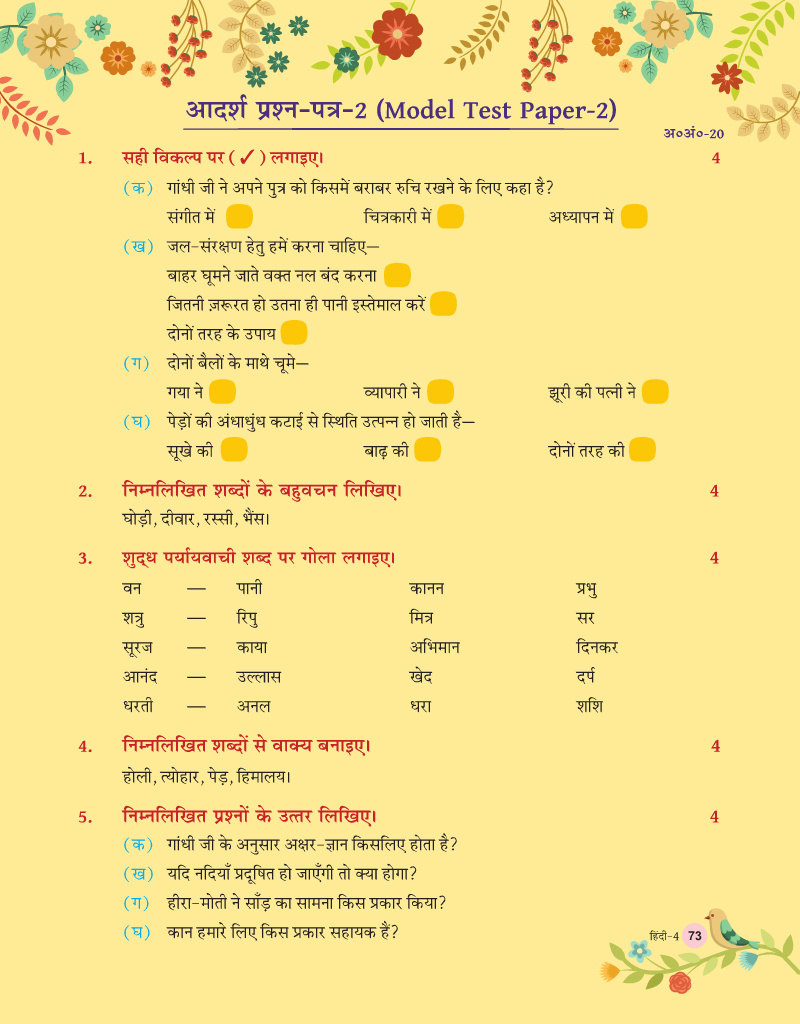 आदर्श प्रश्न-पत्र-2 (Model Test Paper-2)
अ०अं०-20
1. सही विकल्प पर (✓) लगाइए। 4
(क) गांधी जी ने अपने पुत्र को किसमें बराबर रुचि रखने के लिए कहा है?
संगीत में चित्रकारी में अध्यापन में
(ख) जल-संरक्षण हेतु हमें करना चाहिए—
बाहर घूमने जाते वक्त नल बंद करना
जितनी ज़रूरत हो उतना ही पानी इस्तेमाल करें
दोनों तरह के उपाय
(ग) दोनों बैलों के माथे चूमे—
गया ने व्यापारी ने झूरी की पत्नी ने
(घ) पेड़ों की अंधाधुंध कटाई से स्थिति उत्पन्न हो जाती है—
सूखे की बाढ़ की दोनों तरह की
2. निम्नलिखित शब्दों के बहुवचन लिखिए। 4
घोड़ी, दीवार, रस्सी, भैंस।
3. शुद्ध पर्यायवाची शब्द पर गोला लगाइए। 4
वन — पानी कानन प्रभु
शत्रु — रिपु मित्र सर
सूरज — काया अभिमान दिनकर
आनंद — उल्लास खेद दर्प
धरती — अनल धरा शशि
4. निम्नलिखित शब्दों से वाक्य बनाइए। 4
होली, त्योहार, पेड़, हिमालय।
5. निम्नलिखित प्रश्नों के उत्तर लिखिए। 4
(क) गांधी जी के अनुसार अक्षर-ज्ञान किसलिए होता है?
(ख) यदि नदियाँ प्रदूषित हो जाएँगी तो क्या होगा?
(ग) हीरा-मोती ने साँड़ का सामना किस प्रकार किया?
(घ) कान हमारे लिए किस प्रकार सहायक हैं?
हिंदी-4 73